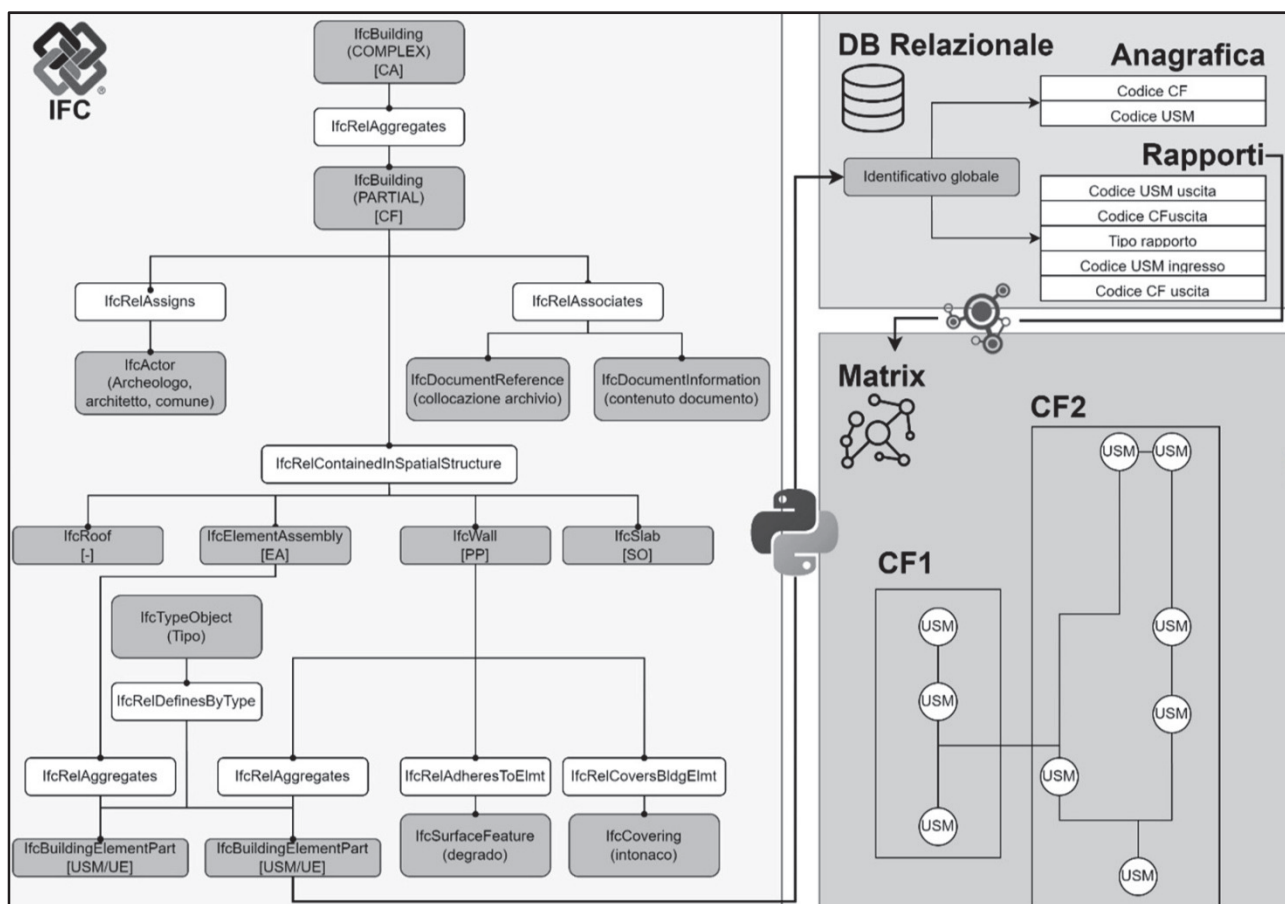 IFC
®
IfcBuilding
(COMPLEX)
[CA]
IfcRelAggregates
IfcBuilding
(PARTIAL)
[CF]
IfcRelAssigns
IfcRelAssociates
IfcActor
(Archeologo,
architetto, comune)
IfcDocumentReference
(collocazione archivio)
IfcDocumentInformation
(contenuto documento)
IfcRelContainedInSpatialStructure
IfcRoof
[-]
IfcElementAssembly
[EA]
IfcWall
[PP]
IfcSlab
[SO]
IfcTypeObject
(Tipo)
IfcRelDefinesByType
IfcRelAggregates
IfcRelAggregates
IfcRelAdheresToElmt
IfcRelCoversBldgElmt
IfcBuildingElementPart
[USM/UE]
IfcBuildingElementPart
[USM/UE]
IfcSurfaceFeature
(degrado)
IfcCovering
(intonaco)
DB Relazionale
Anagrafica
Codice CF
Codice USM
Identificativo globale
Rapporti
Codice USM uscita
Codice CFuscita
Tipo rapporto
Codice USM ingresso
Codice CF uscita
Matrix
CF2
USM
USM
CF1
USM
USM
USM
USM
USM
USM
USM
USM